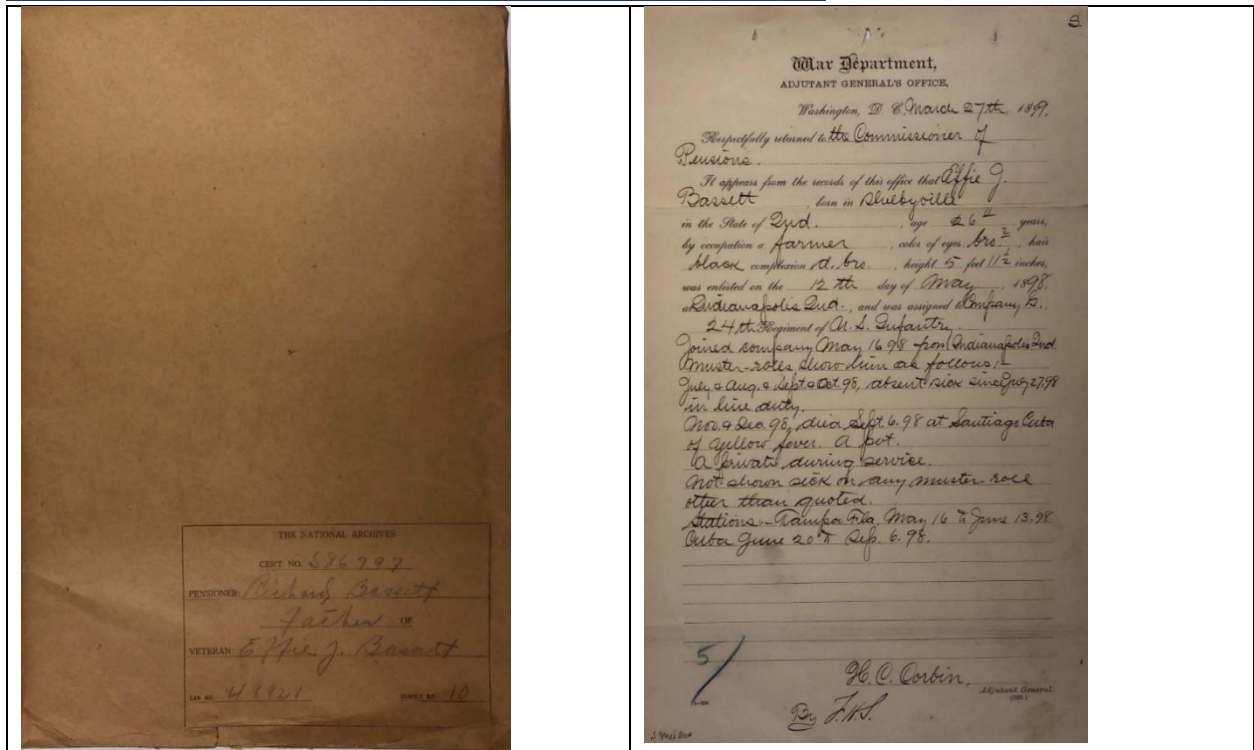 THE NATIONAL ARCHIVES
CERT. NO. 586797
PENSIONER: Richard Bassett
Father OF
VETERAN: Effie J. Bassett
CAN NO. 48821 BUNDLE NO. 10
War Department,
ADJUTANT GENERAL'S OFFICE,
Washington, D. C. March 27th 1899.
Respectfully returned to the Commissioner of
Pensions.
It appears from the records of this office that Effie J.
Bassett, born in Shelbyville
in the State of Ind., age 26 years,
by occupation a farmer, color of eyes bro., hair
black complexion d. bro., height 5 feet 11½ inches,
was enlisted on the 12th day of May, 1898.
at Indianapolis Ind., and was assigned to Company G.,
24th Regiment of U. S. Infantry.
Joined company May 16 98 from Indianapolis Ind
Muster-rolls show him as follows:-
July & Aug. & Sept. & Oct. 98, absent sick since 27, 98
in line duty.
Nov. & Dec. 98, died Sept. 6. 98 at Santiago Cuba
of yellow fever. A pvt.
A private during service.
Not shown sick on any muster-roll
other than quoted.
Stations- Tampa Fla. May 16 to June 13. 98
Cuba June 20 to Sep. 6. 98.
5/
H. C. Corbin,
Adjutant General.
By